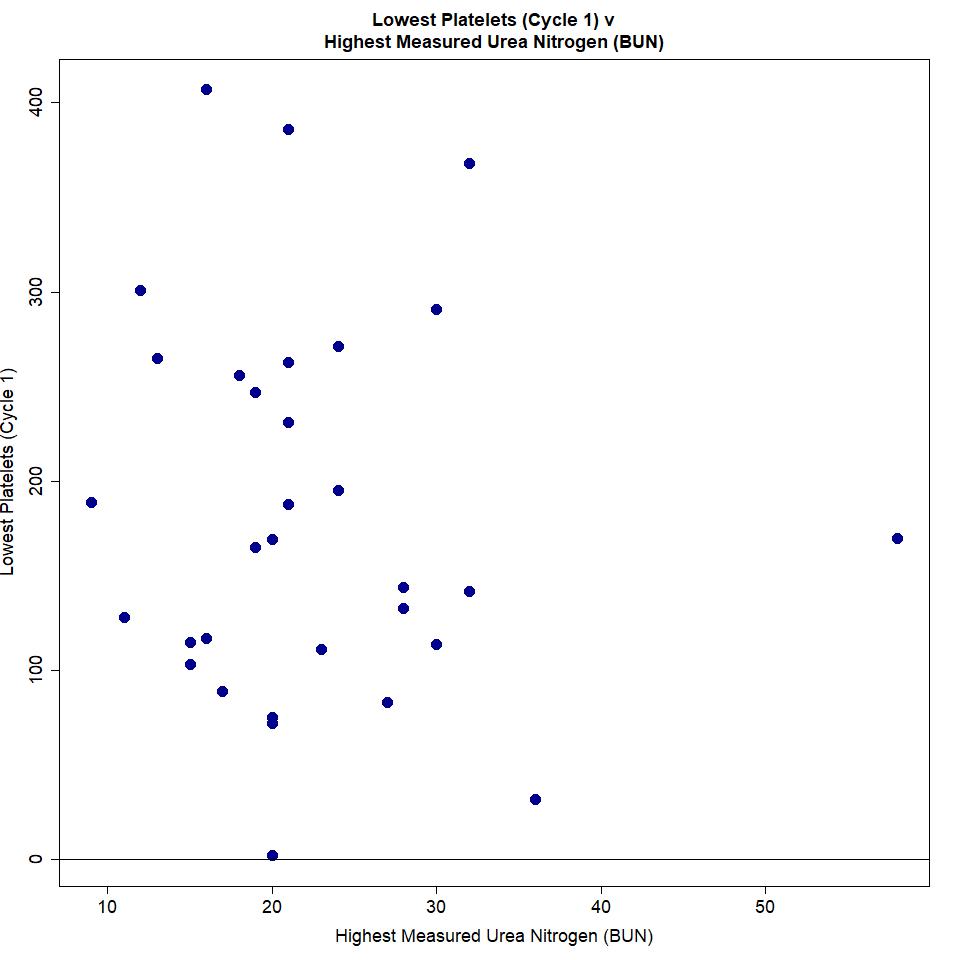 Lowest Platelets (Cycle 1) v
Highest Measured Urea Nitrogen (BUN)
Lowest Platelets (Cycle 1)
400
300
200
100
0
10 20 30 40 50
Highest Measured Urea Nitrogen (BUN)